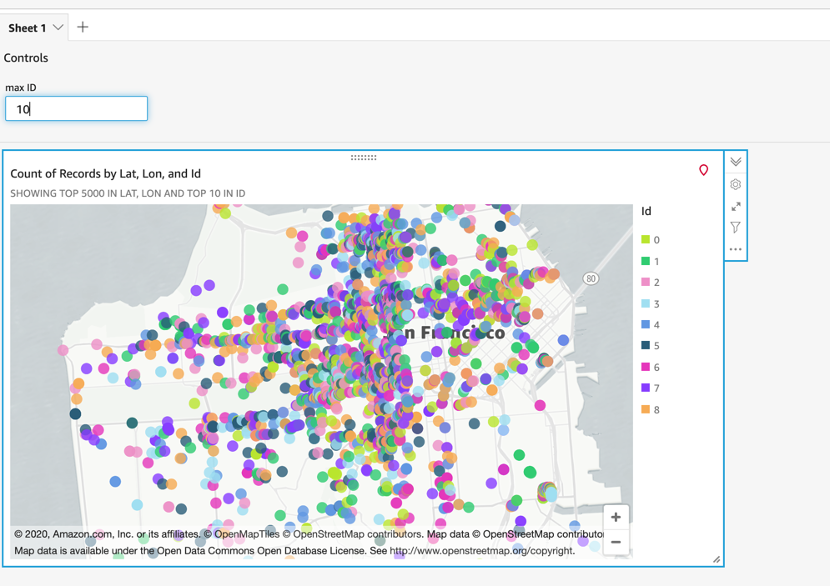 Sheet 1
Controls
max ID
10
Count of Records by Lat, Lon, and Id
SHOWING TOP 5000 IN LAT, LON AND TOP 10 IN ID
Id
0
1
2
3
4
5
6
7
8
80
n Francisco
© 2020, Amazon.com, Inc. or its affiliates. © OpenMapTiles © OpenStreetMap contributors. Map data © OpenStreetMap contributo
Map data is available under the Open Data Commons Open Database License. See http://www.openstreetmap.org/copyright.